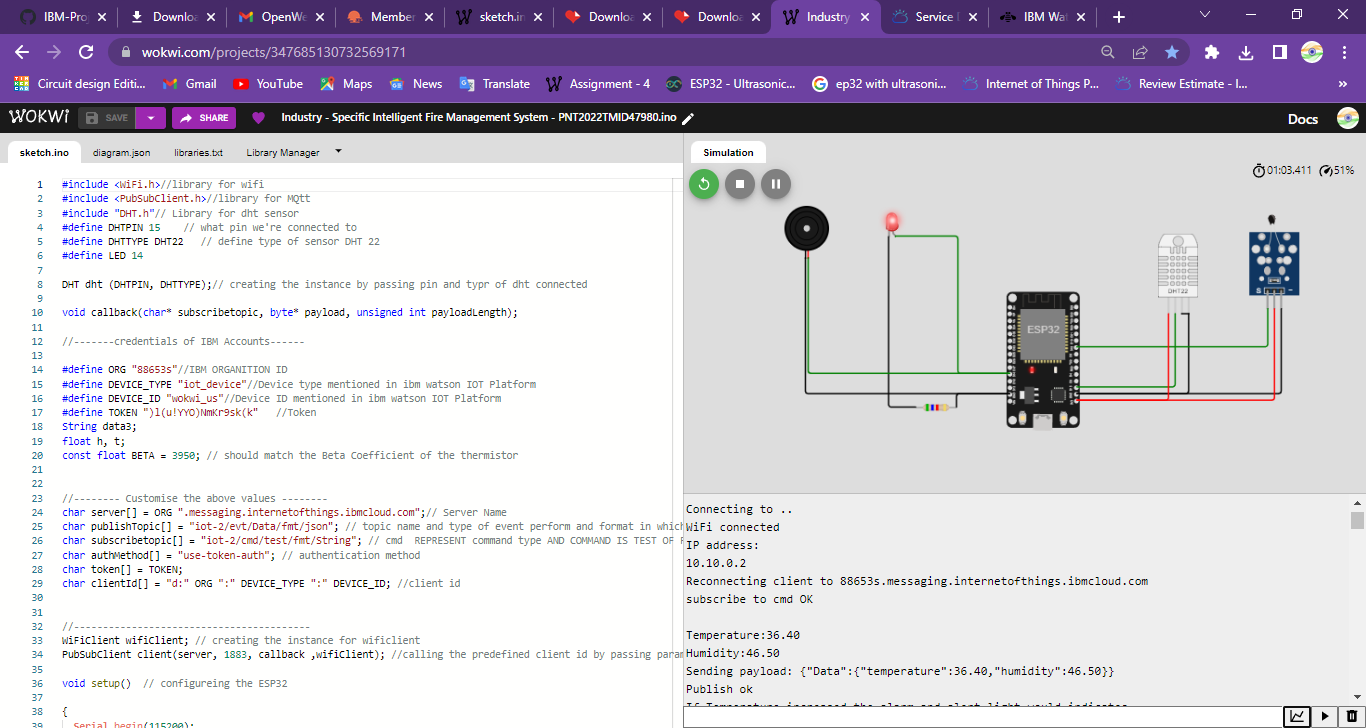 IBM-Proj
Downloa
OpenWe
Member
sketch.in
Downloa
Downloa
Industry
Service
IBM Wat
wokwi.com/projects/347685130732569171
Circuit design Editi...
Gmail
YouTube
Maps
News
Translate
Assignment - 4
ESP32 - Ultrasonic...
ep32 with ultrasoni...
Internet of Things P...
Review Estimate - I...
»
WOKWi
SAVE
SHARE
Industry - Specific Intelligent Fire Management System - PNT2022TMID47980.ino
Docs
sketch.ino
diagram.json
libraries.txt
Library Manager
1 #include <WiFi.h>//library for wifi
2 #include <PubSubClient.h>//library for MQtt
3 #include "DHT.h"// Library for dht sensor
4 #define DHTPIN 15 // what pin we're connected to
5 #define DHTTYPE DHT22 // define type of sensor DHT 22
6 #define LED 14
7
8 DHT dht (DHTPIN, DHTTYPE);// creating the instance by passing pin and typr of dht connected
9
10 void callback(char* subscribetopic, byte* payload, unsigned int payloadLength);
11
12 //-------credentials of IBM Accounts------
13
14 #define ORG "88653s"//IBM ORGANITION ID
15 #define DEVICE_TYPE "iot_device"//Device type mentioned in ibm watson IOT Platform
16 #define DEVICE_ID "wokwi_us"//Device ID mentioned in ibm watson IOT Platform
17 #define TOKEN ")l(u!YYO)NmKr9sk(k" //Token
18 String data3;
19 float h, t;
20 const float BETA = 3950; // should match the Beta Coefficient of the thermistor
21
22
23 //-------- Customise the above values --------
24 char server[] = ORG ".messaging.internetofthings.ibmcloud.com";// Server Name
25 char publishTopic[] = "iot-2/evt/Data/fmt/json"; // topic name and type of event perform and format in which
26 char subscribetopic[] = "iot-2/cmd/test/fmt/String"; // cmd REPRESENT command type AND COMMAND IS TEST OF F
27 char authMethod[] = "use-token-auth"; // authentication method
28 char token[] = TOKEN;
29 char clientId[] = "d:" ORG ":" DEVICE_TYPE ":" DEVICE_ID; //client id
30
31
32 //-----------------------------------------
33 WiFiClient wifiClient; // creating the instance for wificlient
34 PubSubClient client(server, 1883, callback ,wifiClient); //calling the predefined client id by passing param
35
36 void setup() // configureing the ESP32
37
38 {
39 Serial.begin(115200);
Simulation
01:03.411
51%
DHT22
S
-
ESP32
Connecting to ..
WiFi connected
IP address:
10.10.0.2
Reconnecting client to 88653s.messaging.internetofthings.ibmcloud.com
subscribe to cmd OK
Temperature:36.40
Humidity:46.50
Sending payload: {"Data":{"temperature":36.40,"humidity":46.50}}
Publish ok
If Temperature increased the alarm and alert light would indicates